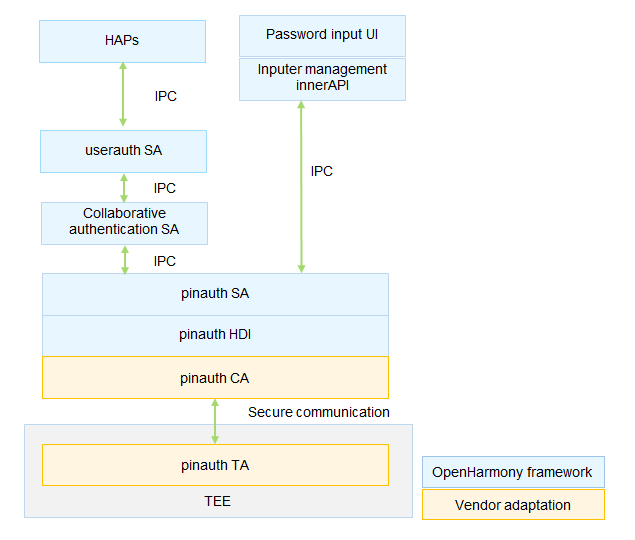 HAPs
Password input UI
Inputer management
innerAPI
IPC
userauth SA
IPC
IPC
Collaborative
authentication SA
IPC
pinauth SA
pinauth HDI
pinauth CA
Secure communication
pinauth TA
TEE
OpenHarmony framework
Vendor adaptation